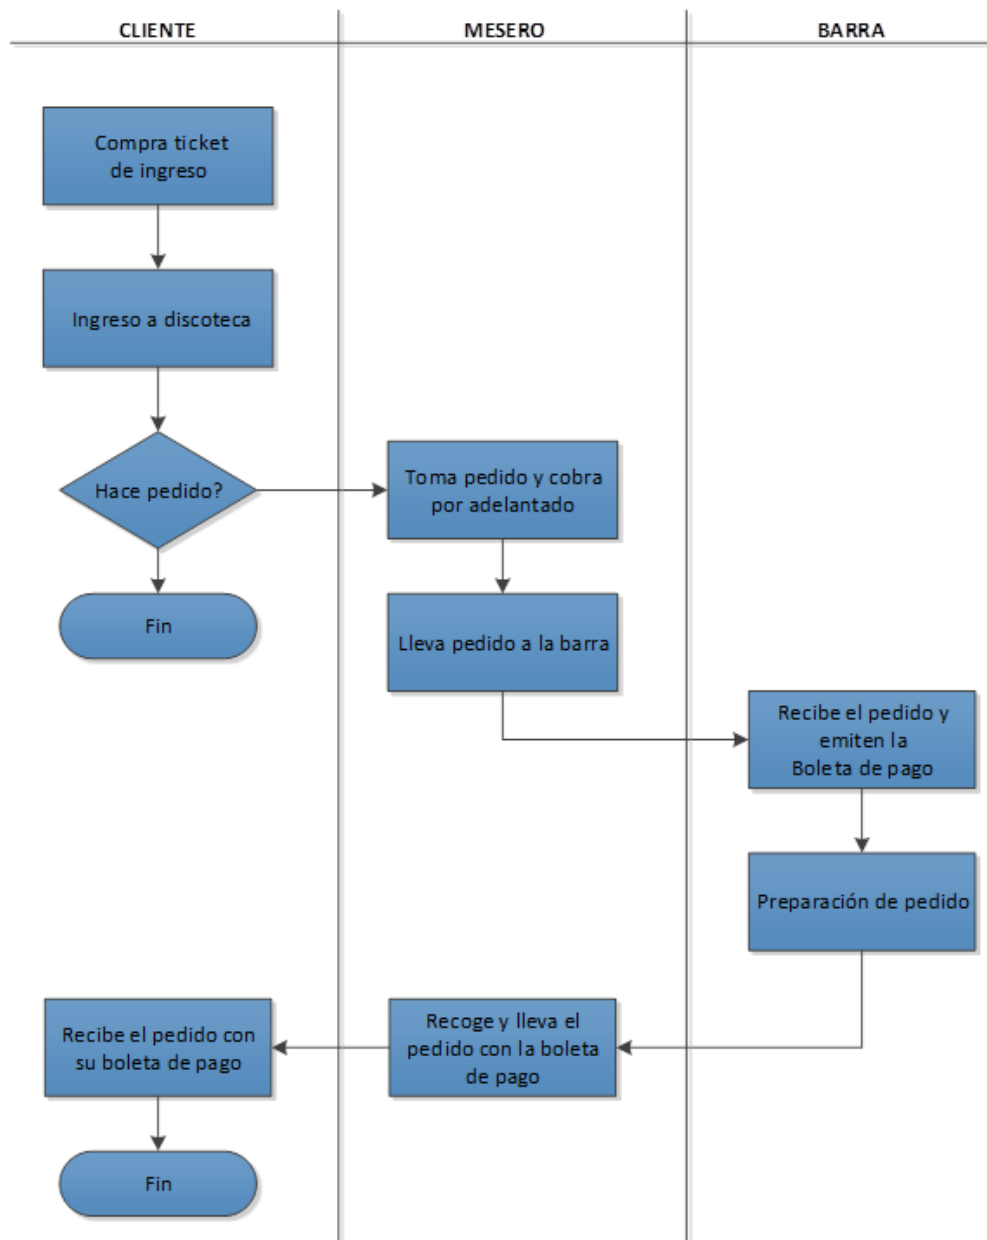 CLIENTE
MESERO
BARRA
Compra ticket
de ingreso
Ingreso a discoteca
Hace pedido?
Toma pedido y cobra
por adelantado
Fin
Lleva pedido a la barra
Recibe el pedido y
emiten la
Boleta de pago
Preparación de pedido
Recoge y lleva el
pedido con la boleta
de pago
Recibe el pedido con
su boleta de pago
Fin